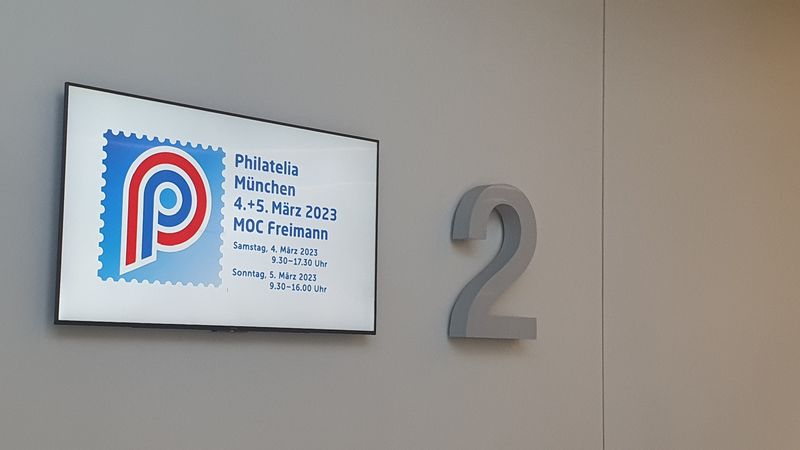 P
Philatelia
München
4.+5. März 2023
MOC Freimann
Samstag, 4. März 2023
9.30–17.30 Uhr
Sonntag, 5. März 2023
9.30–16.00 Uhr
2